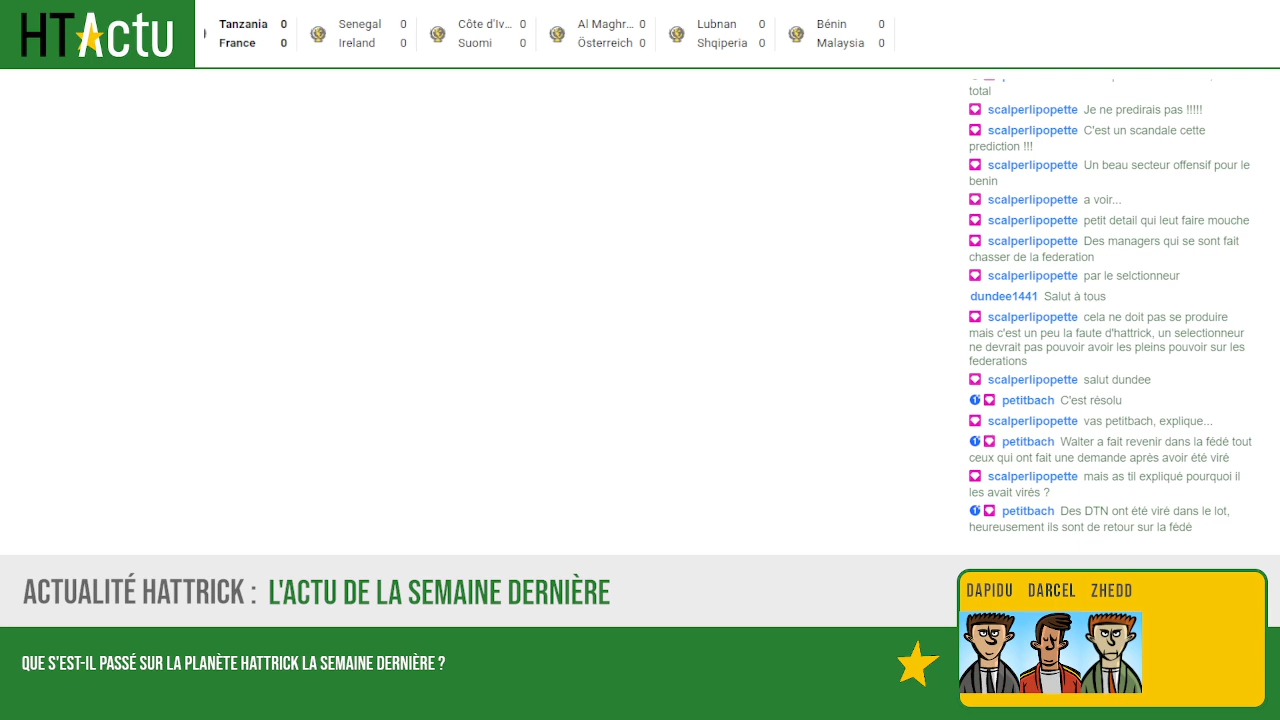 HT Actu
Tanzania 0
France 0
Senegal 0
Ireland 0
Côte d'Iv... 0
Suomi 0
Al Maghr... 0
Österreich 0
Lubnan 0
Shqiperia 0
Bénin 0
Malaysia 0
total
scalperlipopette Je ne predirais pas !!!!!
scalperlipopette C'est un scandale cette
prediction !!!
scalperlipopette Un beau secteur offensif pour le
benin
scalperlipopette a voir...
scalperlipopette petit detail qui leut faire mouche
scalperlipopette Des managers qui se sont fait
chasser de la federation
scalperlipopette par le selctionneur
dundee1441 Salut à tous
scalperlipopette cela ne doit pas se produire
mais c'est un peu la faute d'hattrick, un selectionneur
ne devrait pas pouvoir avoir les pleins pouvoir sur les
federations
scalperlipopette salut dundee
petitbach C'est résolu
scalperlipopette vas petitbach, explique...
petitbach Walter a fait revenir dans la fédé tout
ceux qui ont fait une demande après avoir été viré
scalperlipopette mais as til expliqué pourquoi il
les avait virés ?
petitbach Des DTN ont été viré dans le lot,
heureusement ils sont de retour sur la fédé
ACTUALITÉ HATTRICK : L'ACTU DE LA SEMAINE DERNIÈRE
DAPIDU DARCEL ZHEDD
QUE S'EST-IL PASSÉ SUR LA PLANÈTE HATTRICK LA SEMAINE DERNIÈRE ?